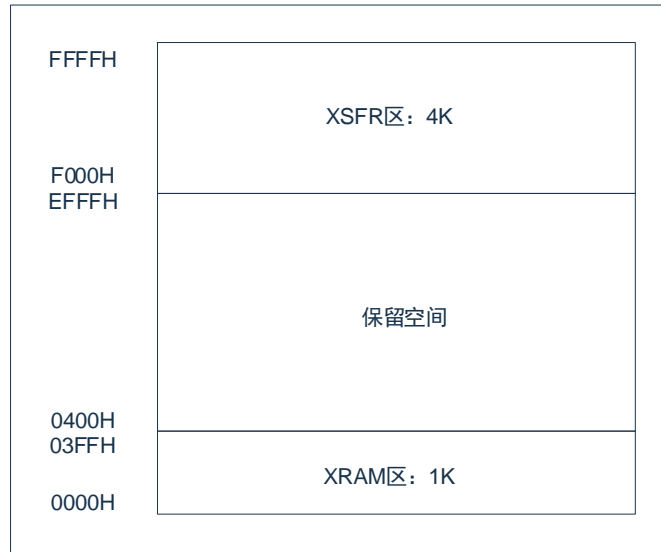 FFFFH
XSFR区：4K
F000H
EFFFH
保留空间
0400H
03FFH
XRAM区：1K
0000H